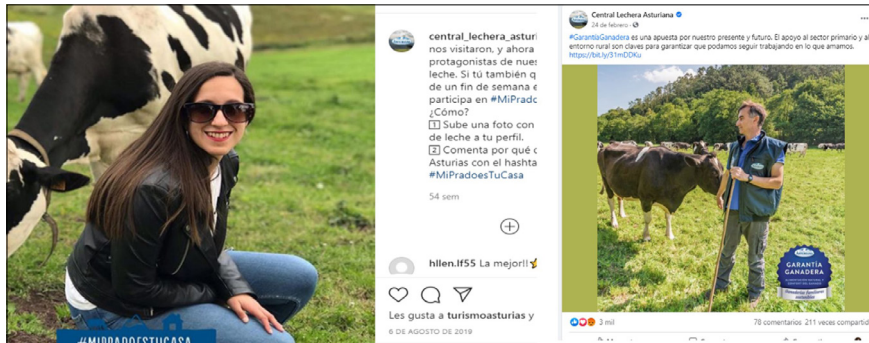 #MIPRADOESTUCASA
central_lechera_astur
nos visitaron, y ahora
protagonistas de nues
leche. Si tú también q
de un fin de semana e
participa en #MiPrado
¿Cómo?
1 Sube una foto con
de leche a tu perfil.
2 Comenta por qué
Asturias con el hashta
#MiPradoesTuCasa
54 sem
hllen.lf55 La mejor!!
Les gusta a turismoasturias y
6 DE AGOSTO DE 2019
Central Lechera Asturiana
24 de febrero ·
#GarantíaGanadera es una apuesta por nuestro presente y futuro. El apoyo al sector primario y al
entorno rural son claves para garantizar que podamos seguir trabajando en lo que amamos.
https://bit.ly/31mDDKu
GARANTÍA
GANADERA
3 mil
78 comentarios 211 veces compartid